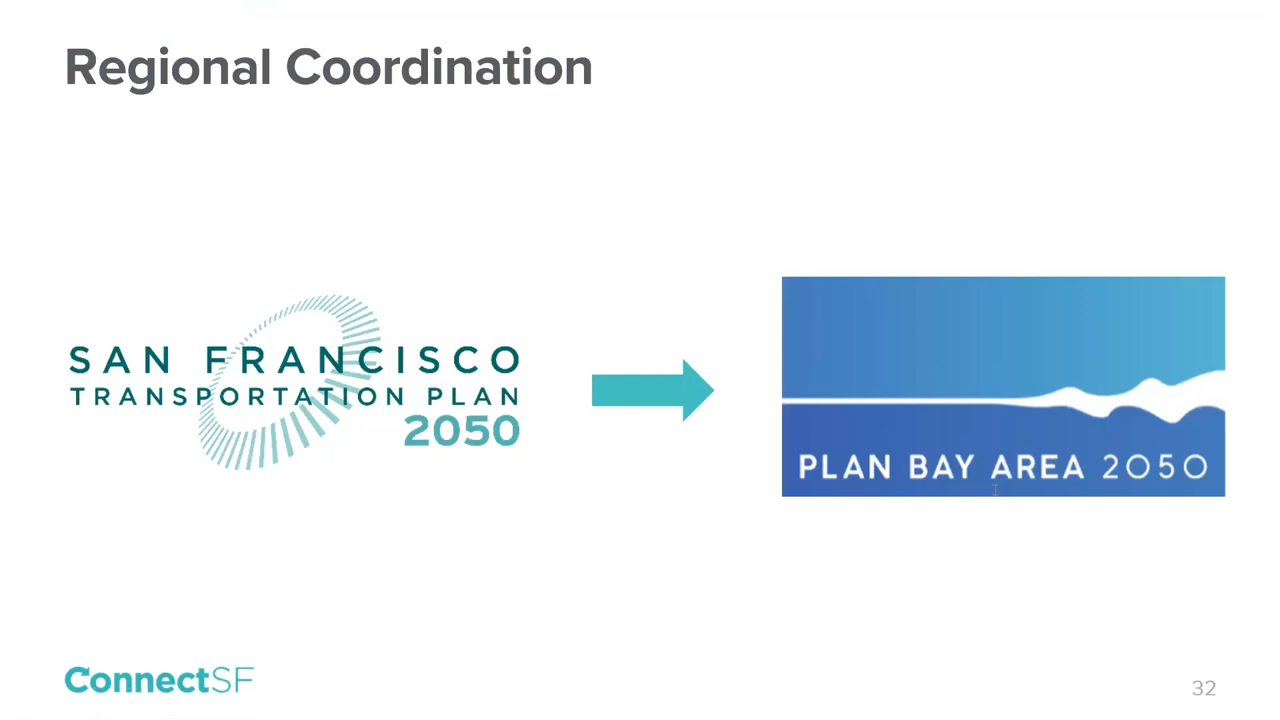 Regional Coordination
SAN FRANCISCO
TRANSPORTATION PLAN
2050
PLAN BAY AREA 2050
ConnectSF
32